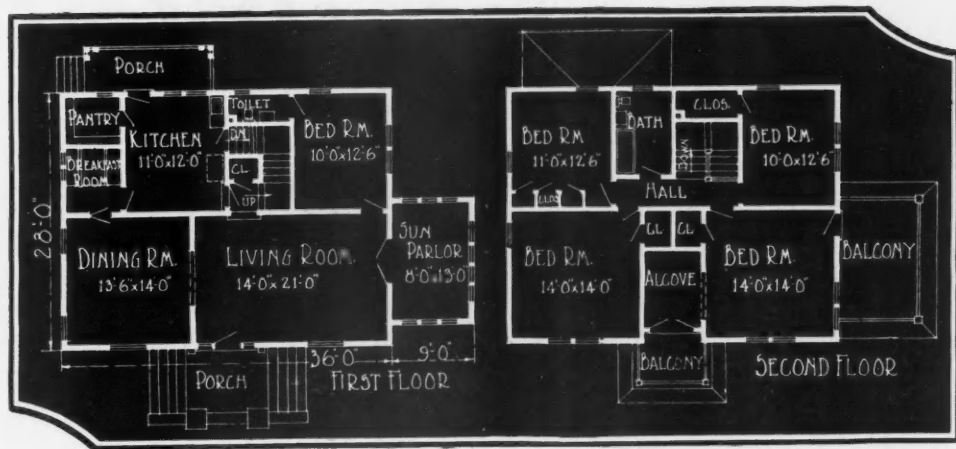 PORCH
PANTRY
KITCHEN
11'-0"x12'-0"
BREAKFAST
ROOM
TOILET
DN.
CL
UP
BED RM.
10'-0"x12'-6"
28'-0"
DINING RM.
13'-6"x14'-0"
LIVING ROOM
14'-0"x21'-0"
SUN
PARLOR
8'-0"x13'-0"
36'-0"
9'-0"
PORCH
FIRST FLOOR
BED RM
11'-0"x12'-6"
BATH
CLOS.
DOWN
BED RM.
10'-0"x12'-6"
CLOS
HALL
BED RM.
14'-0"x14'-0"
CL
CL
ALCOVE
BED RM.
14'-0"x14'-0"
BALCONY
BALCONY
SECOND FLOOR